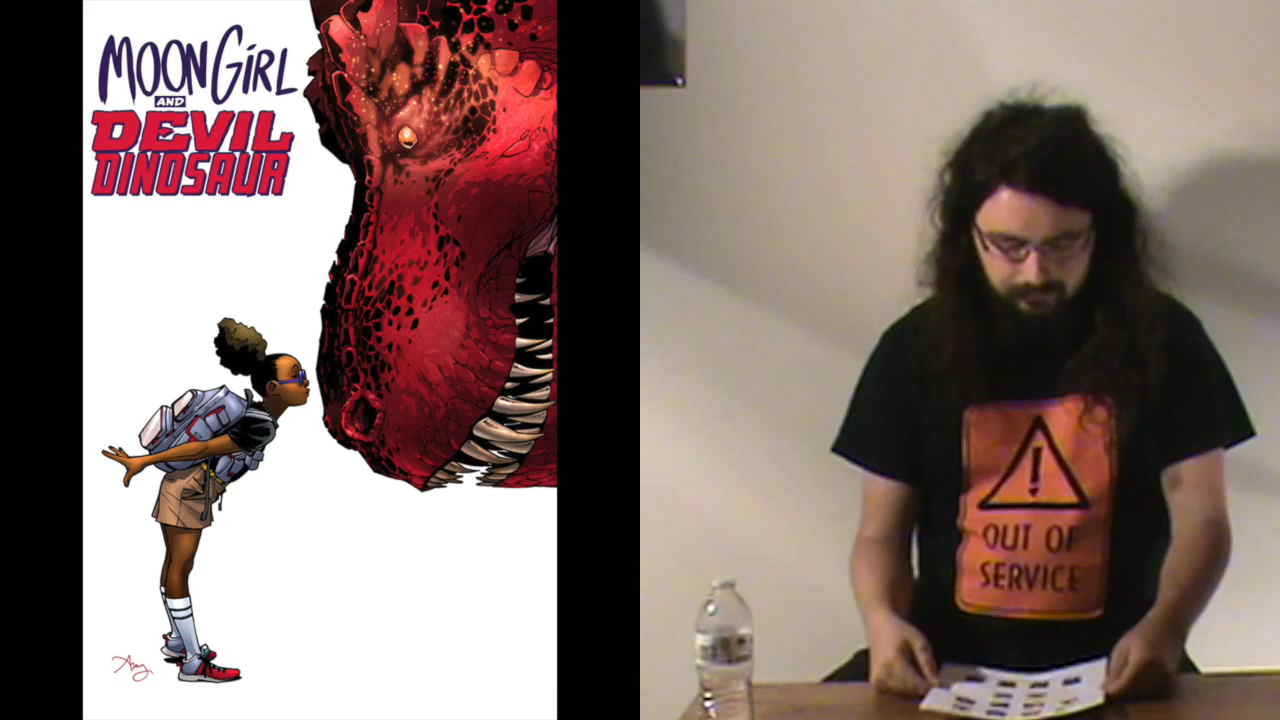 MOON GIRL
AND
DEVIL
DINOSAUR
!
OUT OF
SERVICE